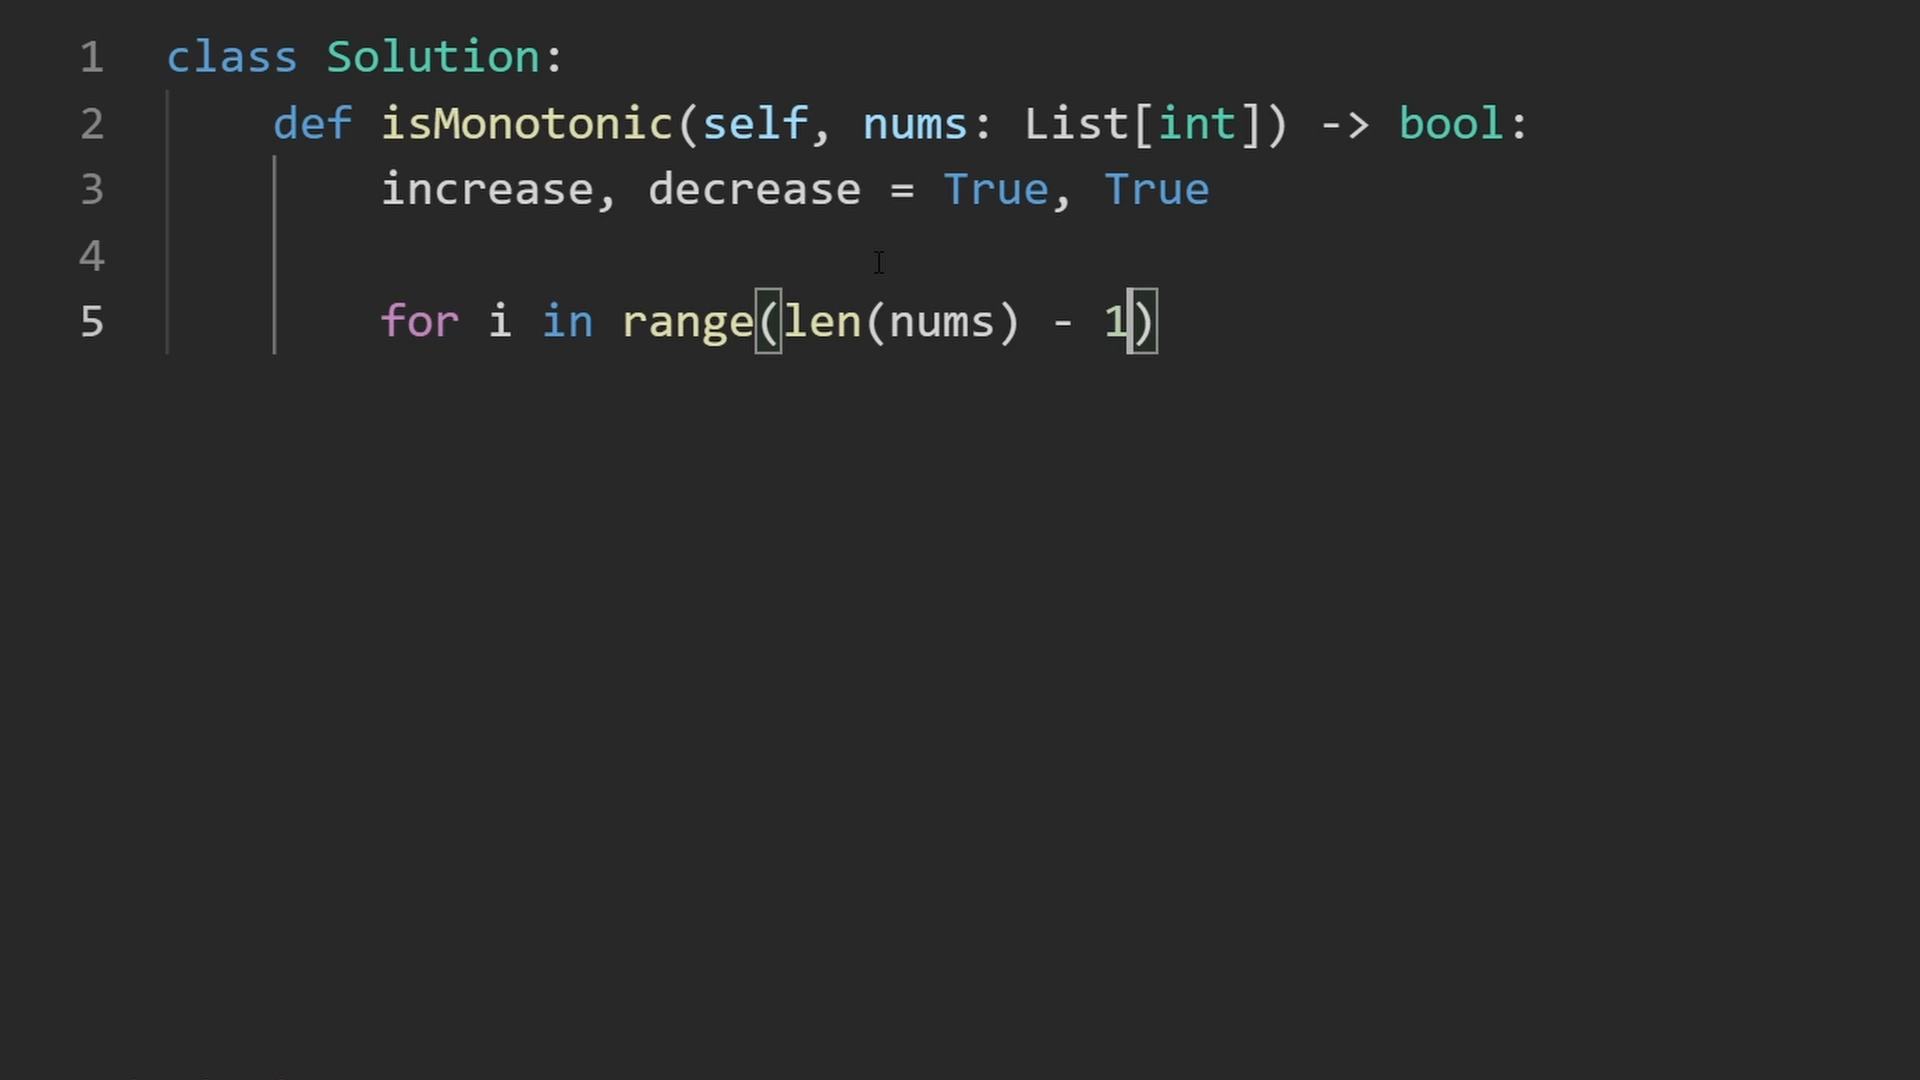 1 class Solution:
2 def isMonotonic(self, nums: List[int]) -> bool:
3 increase, decrease = True, True
4
5 for i in range(len(nums) - 1)